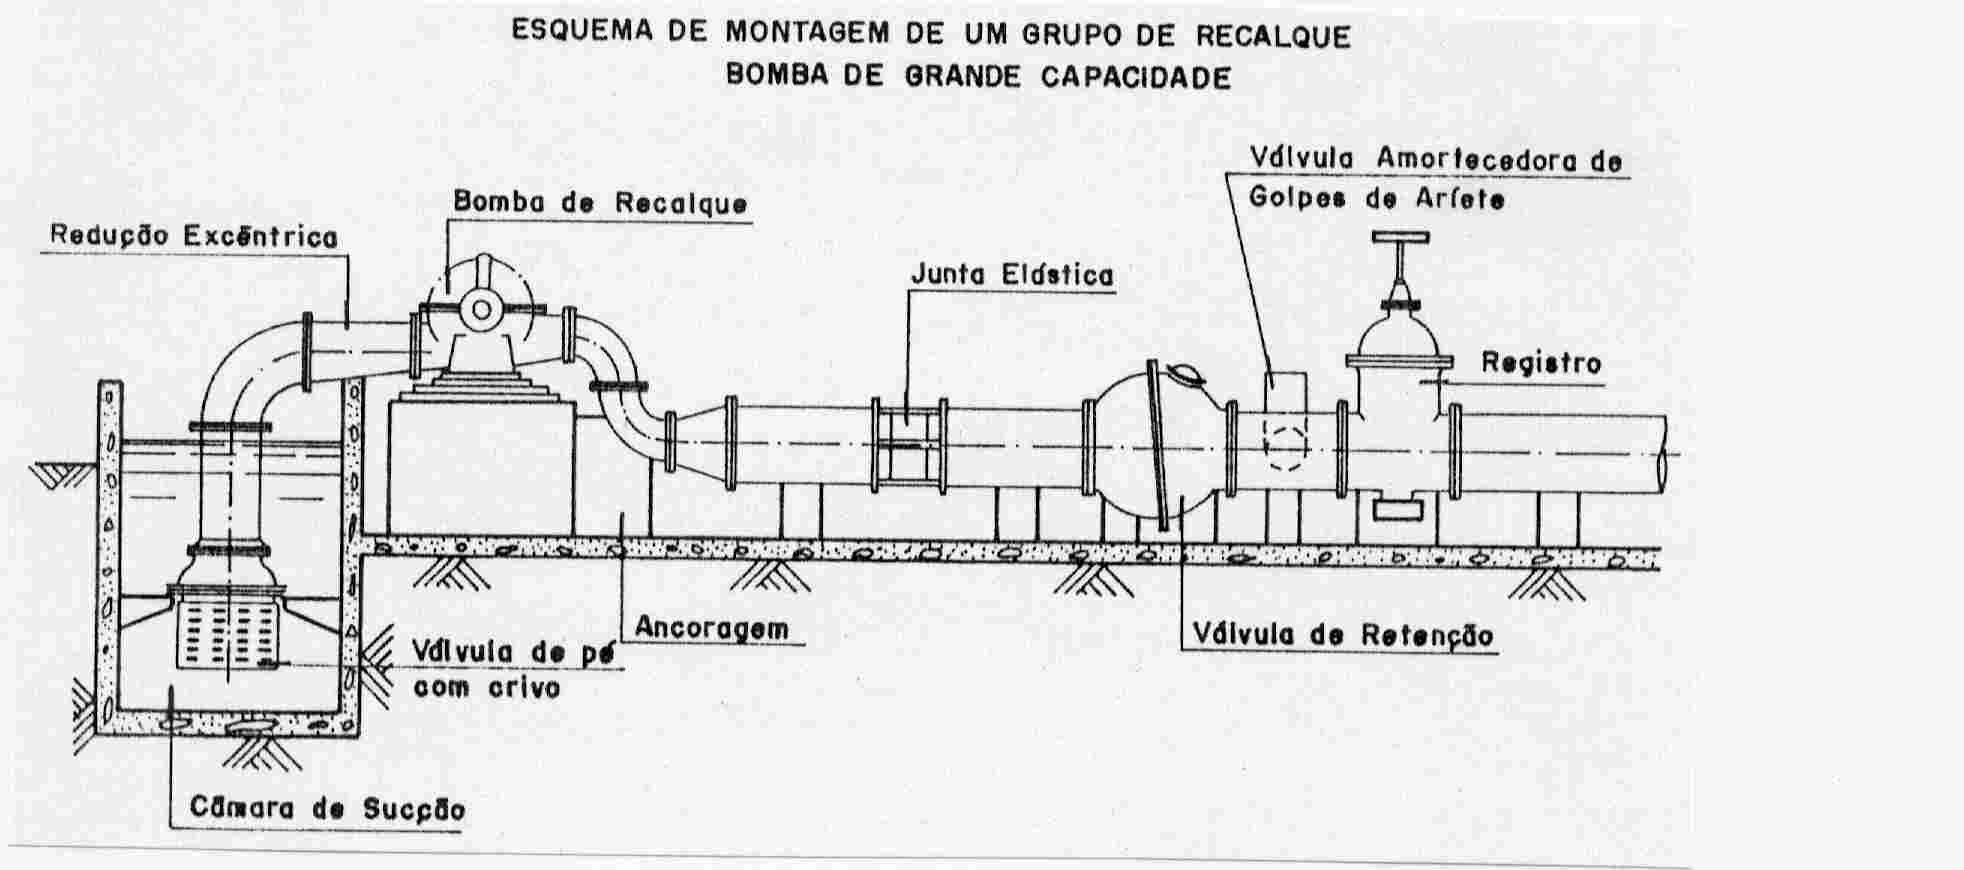 ESQUEMA DE MONTAGEM DE UM GRUPO DE RECALQUE
BOMBA DE GRANDE CAPACIDADE
Válvula Amortecedora de
Golpes de Aríete
Bomba de Recalque
Redução Excêntrica
Junta Elástica
Registro
Ancoragem
Válvula de Retenção
Válvula de pé
com crivo
Câmara de Sucção